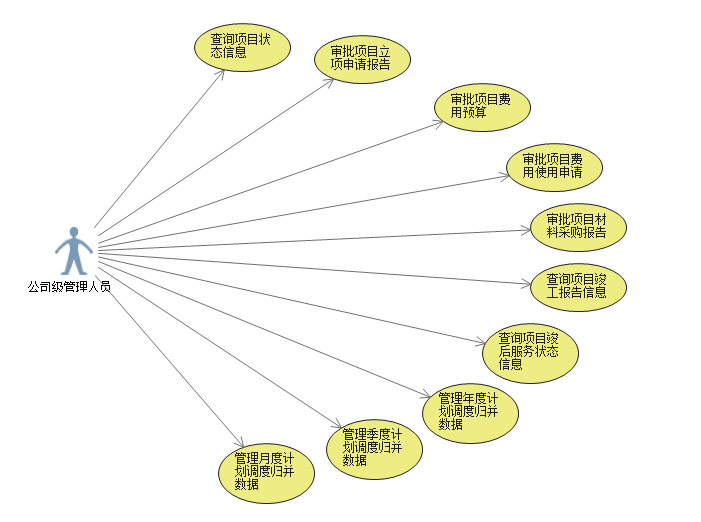 查询项目状
态信息
审批项目立
项申请报告
审批项目费
用预算
审批项目费
用使用申请
审批项目材
料采购报告
公司级管理人员
查询项目竣
工报告信息
查询项目竣
后服务状态
信息
管理年度计
划调度归并
数据
管理季度计
划调度归并
数据
管理月度计
划调度归并
数据